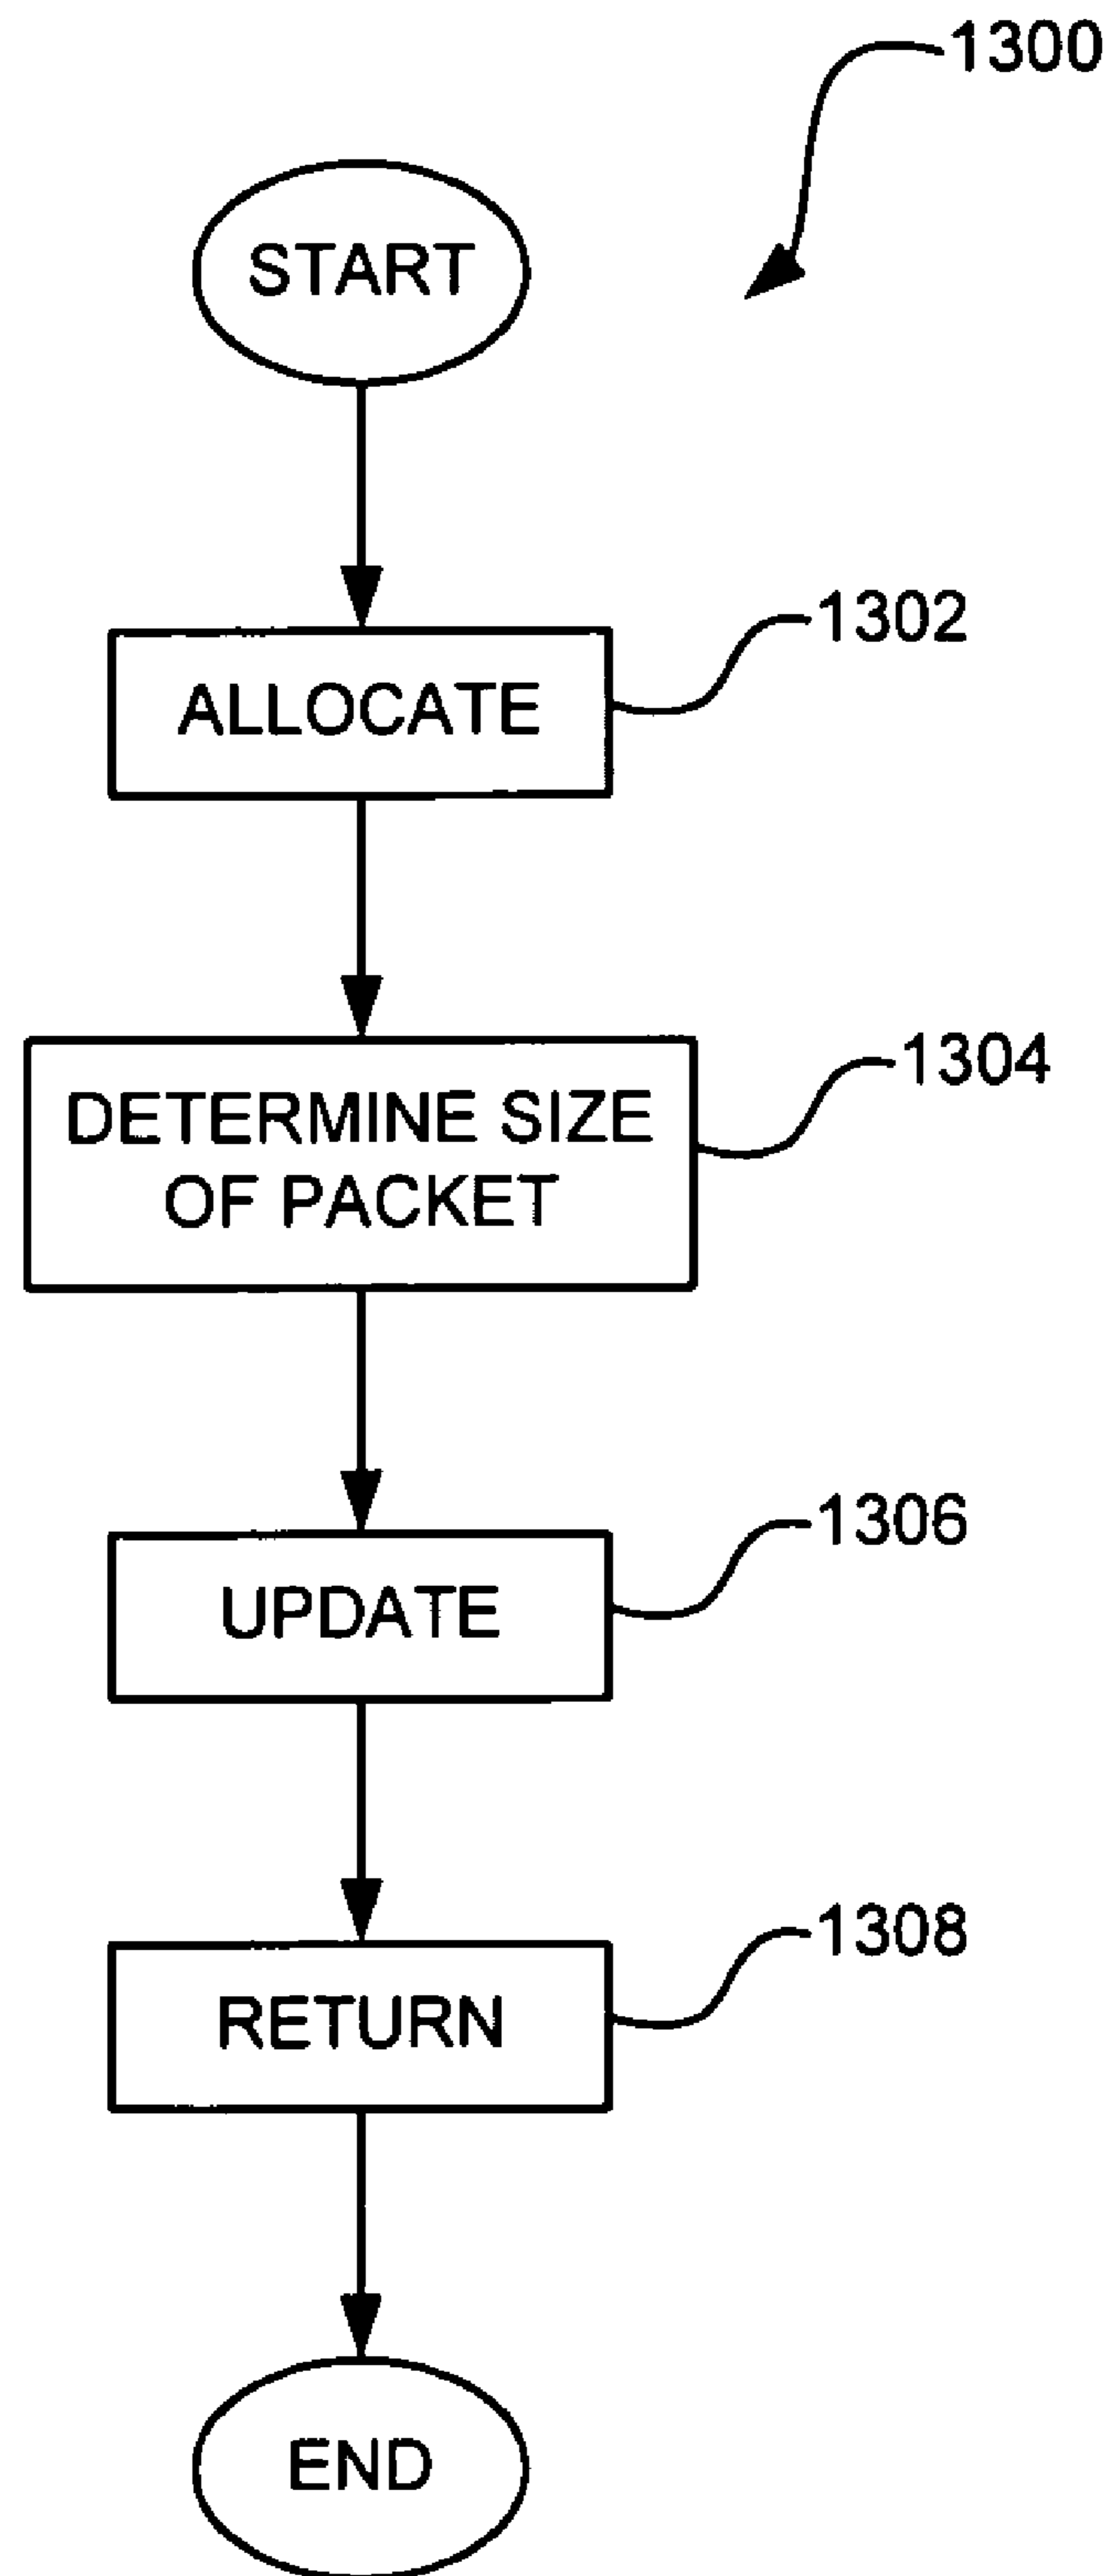 1300
START
1302
ALLOCATE
1304
DETERMINE SIZE
OF PACKET
1306
UPDATE
1308
RETURN
END